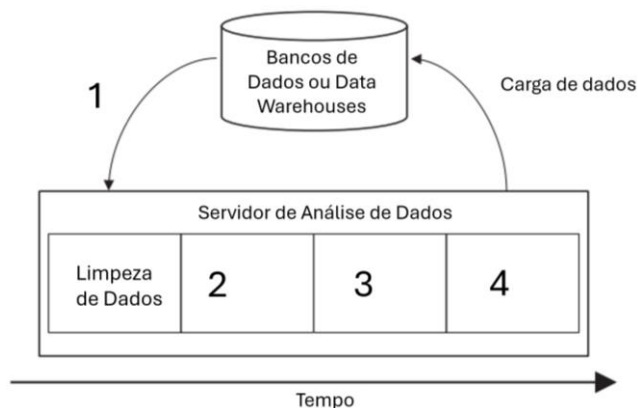 Bancos de
Dados ou Data
Warehouses
1
Carga de dados
Servidor de Análise de Dados
Limpeza
de Dados
2
3
4
Tempo